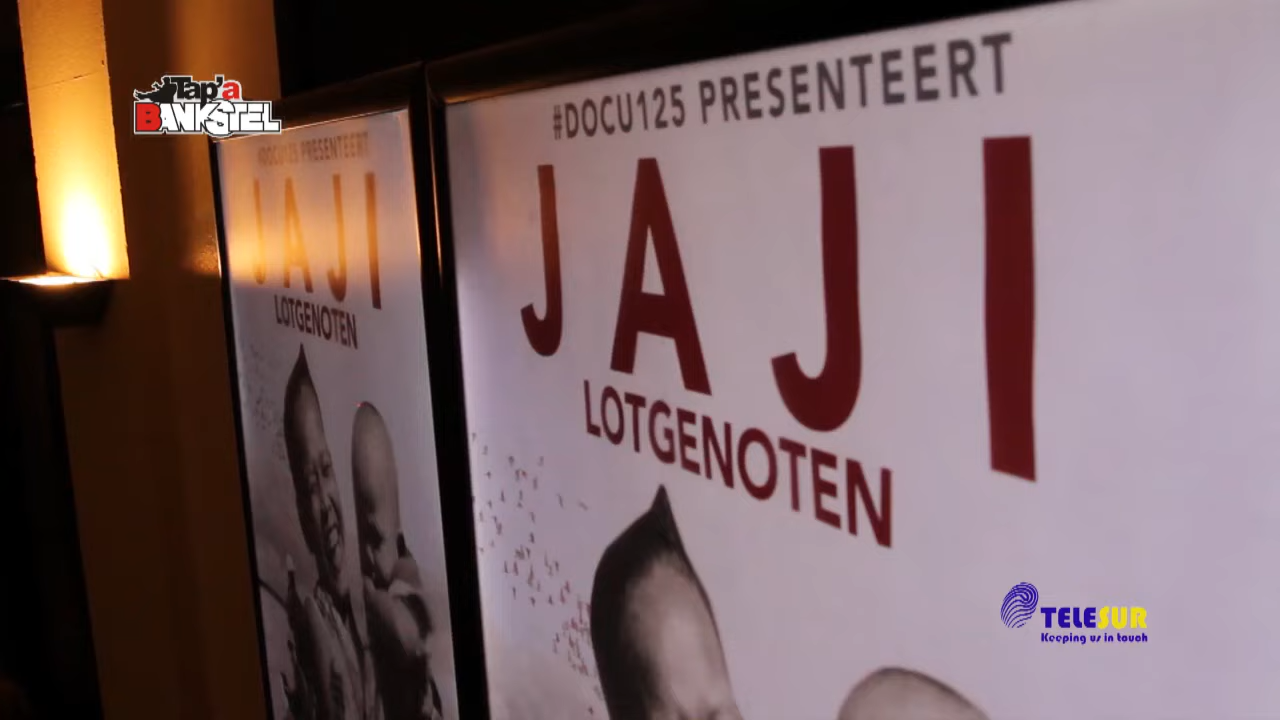 Tap'a
BANKSTEL
#DOCU125 PRESENTEERT
JAJI
LOTGENOTEN
#DOCU125 PRESENTEERT
JAJI
LOTGENOTEN
TELESUR
Keeping us in touch